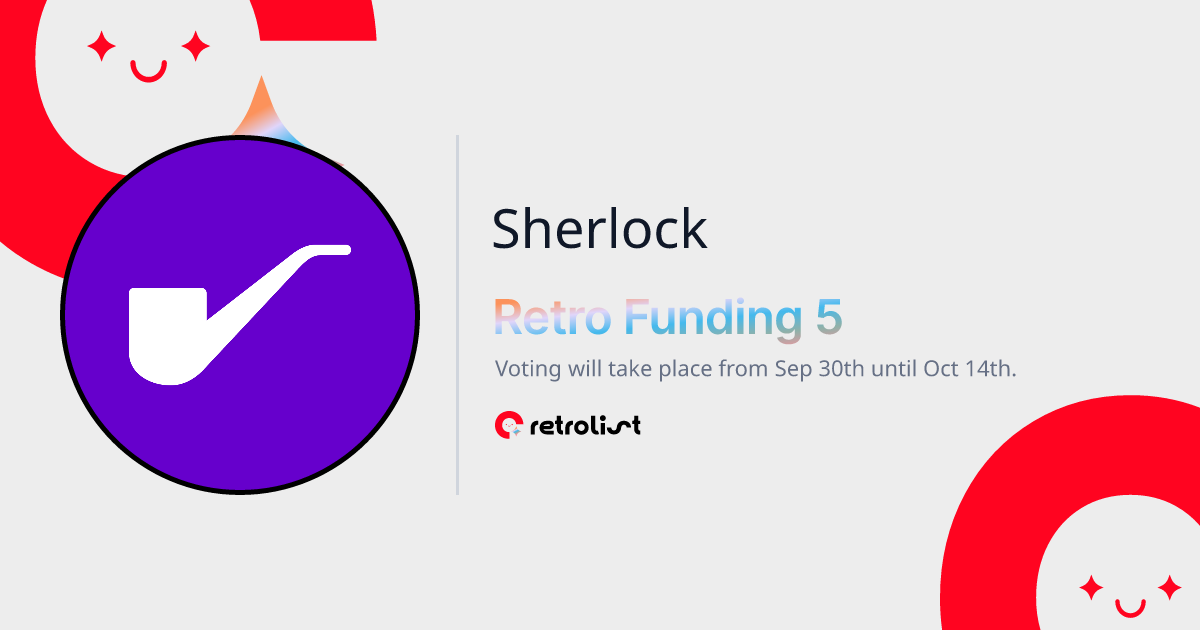 Sherlock
Retro Funding 5
Voting will take place from Sep 30th until Oct 14th.
retrolist